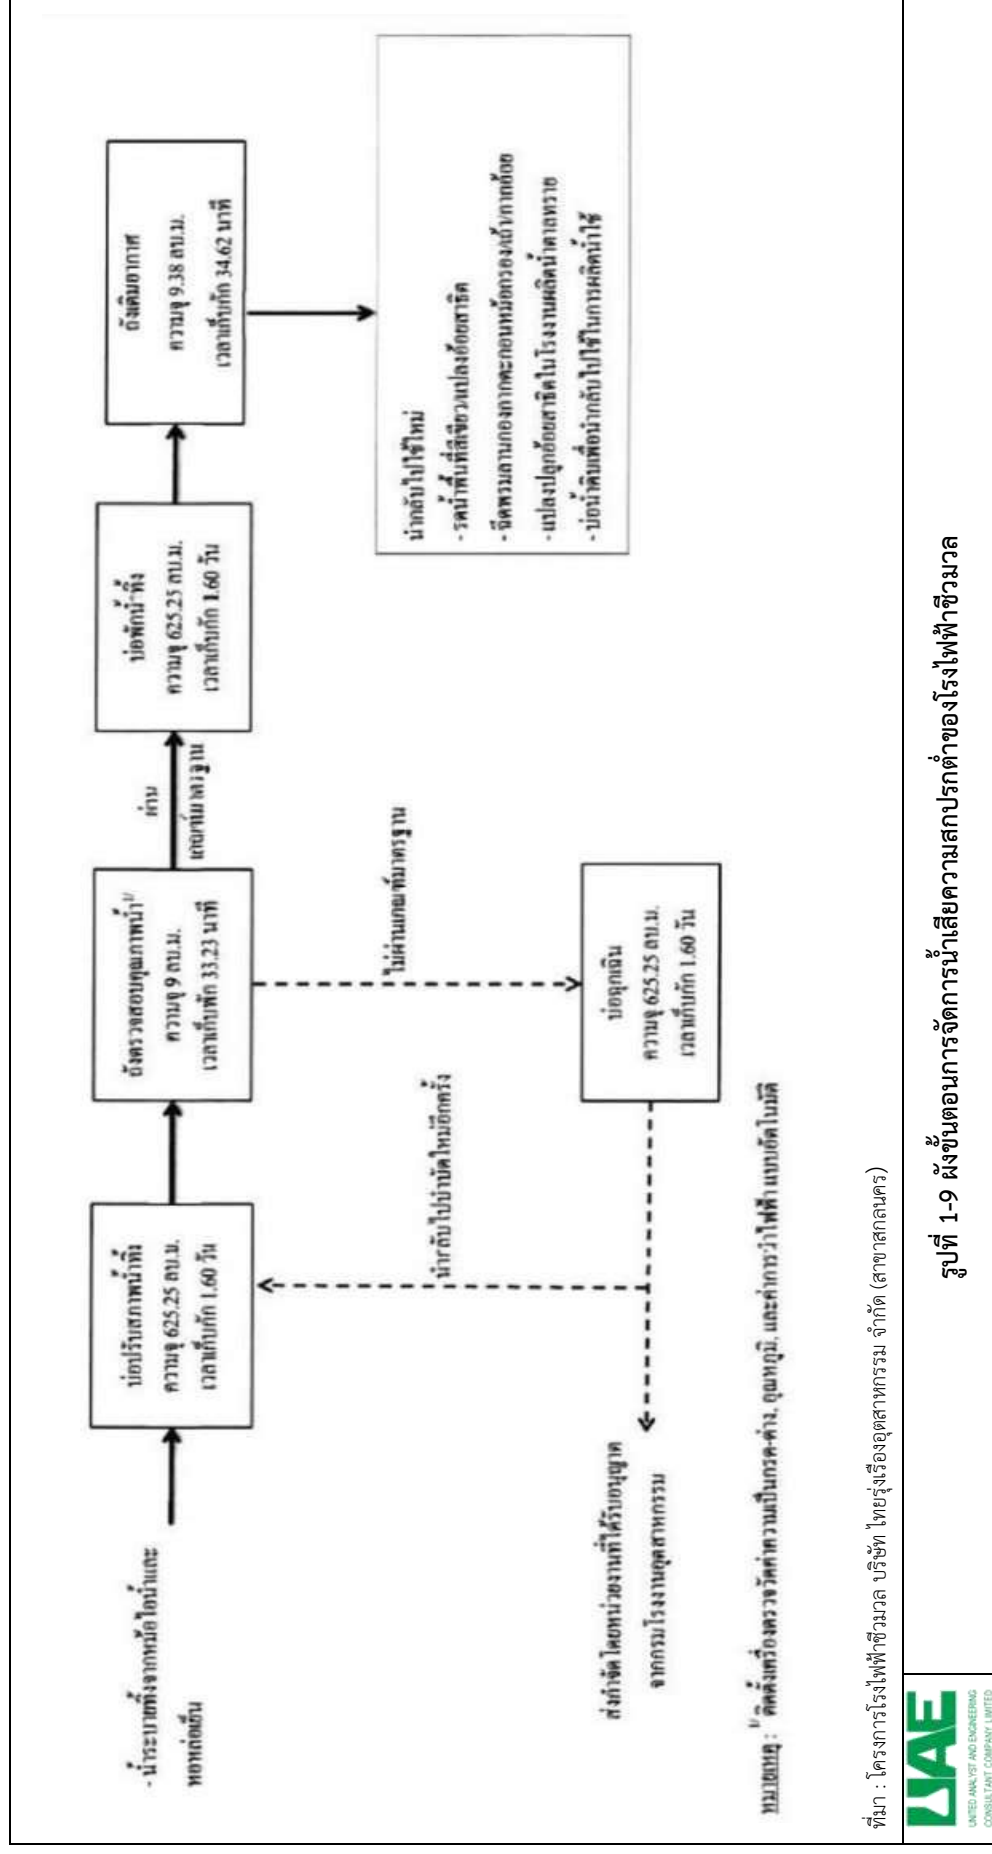 - น้ำระบายทิ้งจากหม้อไอน้ำและ
หอหล่อเย็น
บ่อปรับสภาพน้ำทิ้ง
ความจุ 625.25 ลบ.ม.
เวลาเก็บกัก 1.60 วัน
ถังตรวจสอบคุณภาพน้ำ1/
ความจุ 9 ลบ.ม.
เวลาเก็บพัก 33.23 นาที
ผ่าน
เกณฑ์มาตรฐาน
บ่อพักน้ำทิ้ง
ความจุ 625.25 ลบ.ม.
เวลาเก็บกัก 1.60 วัน
ถังเติมอากาศ
ความจุ 9.38 ลบ.ม.
เวลาเก็บกัก 34.62 นาที
นำกลับไปใช้ใหม่
- รดน้ำพื้นที่สีเขียว/แปลงอ้อยสาธิต
- ฉีดพรมลานกองกากตะกอนหม้อกรอง/เถ้า/กากอ้อย
- แปลงปลูกอ้อยสาธิตในโรงงานผลิตน้ำตาลทราย
- บ่อน้ำดิบเพื่อนำกลับไปใช้ในการผลิตน้ำใช้
ไม่ผ่านเกณฑ์มาตรฐาน
นำกลับไปบำบัดใหม่อีกครั้ง
บ่อฉุกเฉิน
ความจุ 625.25 ลบ.ม.
เวลาเก็บกัก 1.60 วัน
ส่งกำจัดโดยหน่วยงานที่ได้รับอนุญาต
จากกรมโรงงานอุตสาหกรรม
หมายเหตุ : 1/ ติดตั้งเครื่องตรวจวัดค่าความเป็นกรด-ด่าง, อุณหภูมิ, และค่าการนำไฟฟ้า แบบอัตโนมัติ
ที่มา : โครงการโรงไฟฟ้าชีวมวล บริษัท ไทยรุ่งเรืองอุตสาหกรรม จำกัด (สาขาสกลนคร)
รูปที่ 1-9 ผังขั้นตอนการจัดการน้ำเสียความสกปรกต่ำของโรงไฟฟ้าชีวมวล
UAE
UNITED ANALYST AND ENGINEERING
CONSULTANT COMPANY LIMITED